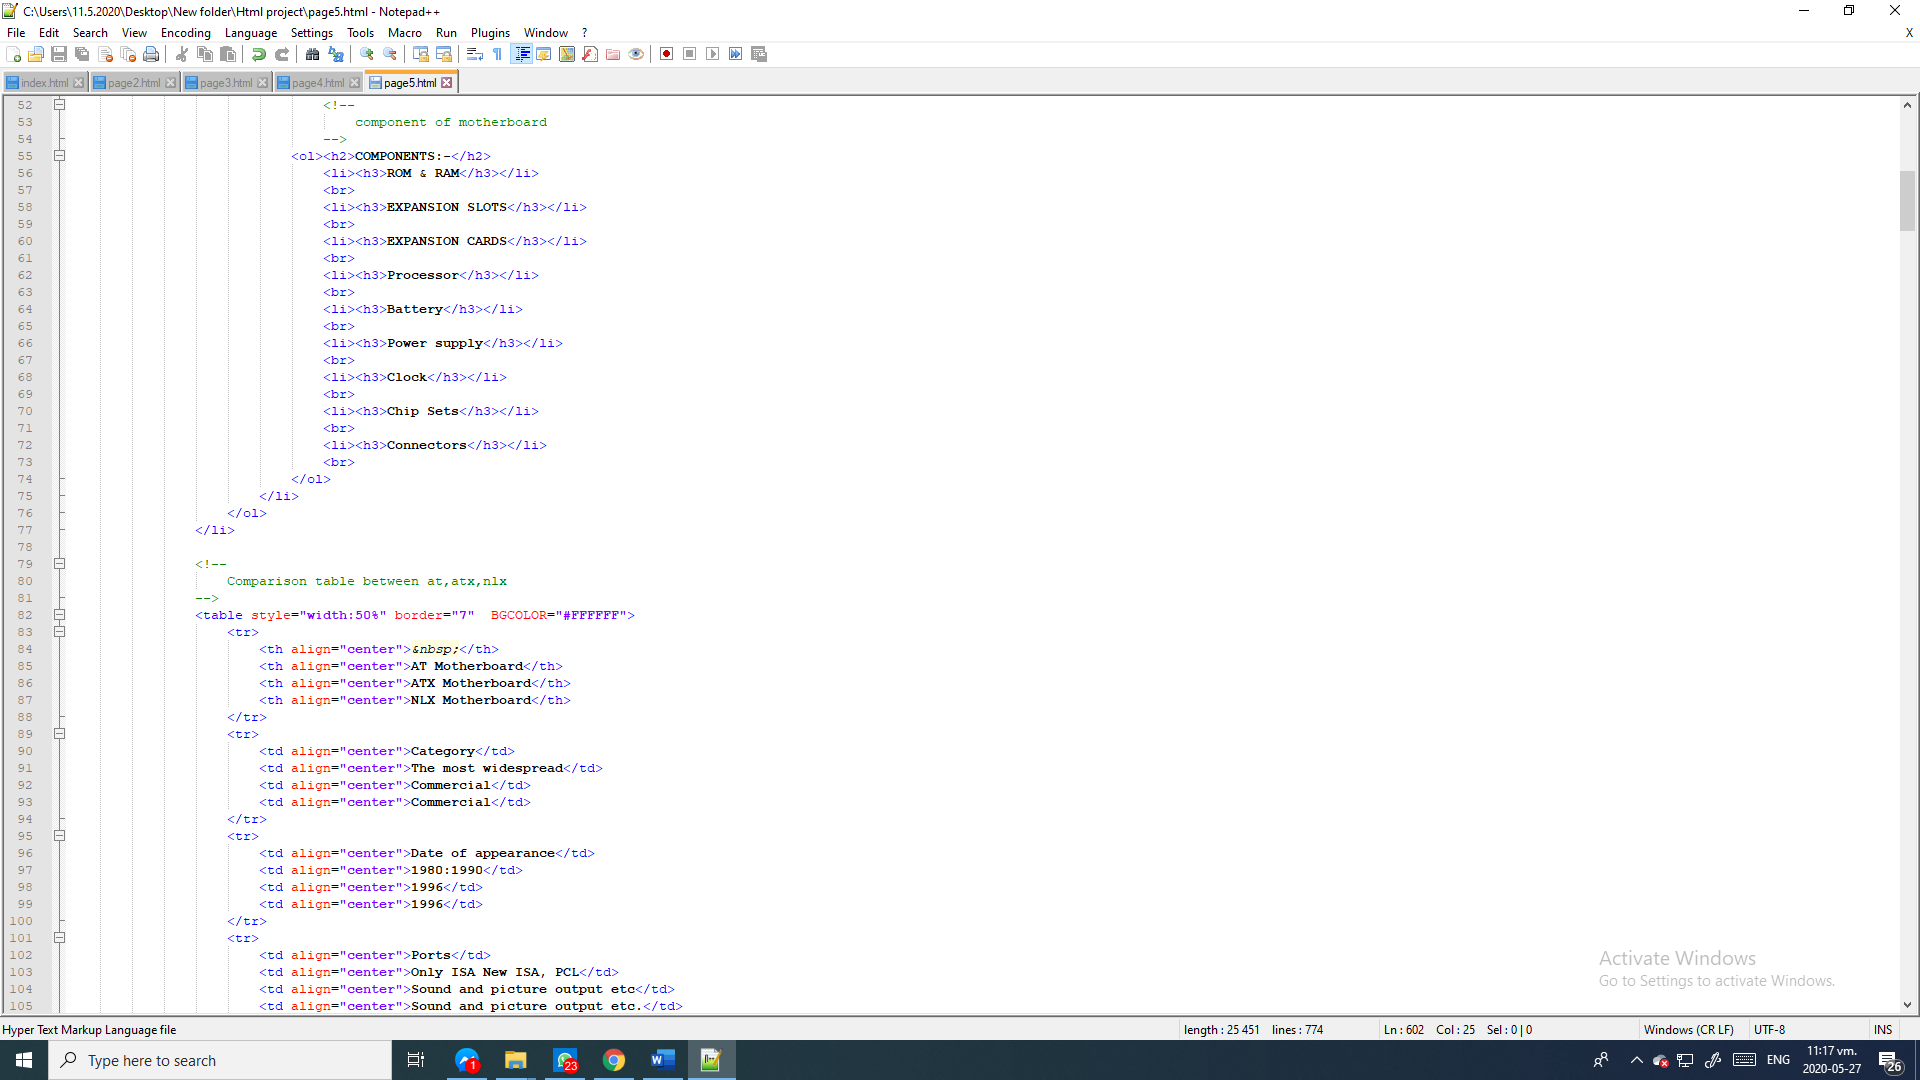 C:\Users\11.5.2020\Desktop\New folder\Html project\page5.html - Notepad++
File Edit Search View Encoding Language Settings Tools Macro Run Plugins Window ? X
index.html page2.html page3.html page4.html page5.html
52 <!--
53 component of motherboard
54 -->
55 <ol><h2>COMPONENTS:-</h2>
56 <li><h3>ROM & RAM</h3></li>
57 <br>
58 <li><h3>EXPANSION SLOTS</h3></li>
59 <br>
60 <li><h3>EXPANSION CARDS</h3></li>
61 <br>
62 <li><h3>Processor</h3></li>
63 <br>
64 <li><h3>Battery</h3></li>
65 <br>
66 <li><h3>Power supply</h3></li>
67 <br>
68 <li><h3>Clock</h3></li>
69 <br>
70 <li><h3>Chip Sets</h3></li>
71 <br>
72 <li><h3>Connectors</h3></li>
73 <br>
74 </ol>
75 </li>
76 </ol>
77 </li>
78
79 <!--
80 Comparison table between at,atx,nlx
81 -->
82 <table style="width:50%" border="7"  BGCOLOR="#FFFFFF">
83 <tr>
84 <th align="center">&nbsp;</th>
85 <th align="center">AT Motherboard</th>
86 <th align="center">ATX Motherboard</th>
87 <th align="center">NLX Motherboard</th>
88 </tr>
89 <tr>
90 <td align="center">Category</td>
91 <td align="center">The most widespread</td>
92 <td align="center">Commercial</td>
93 <td align="center">Commercial</td>
94 </tr>
95 <tr>
96 <td align="center">Date of appearance</td>
97 <td align="center">1980:1990</td>
98 <td align="center">1996</td>
99 <td align="center">1996</td>
100 </tr>
101 <tr>
102 <td align="center">Ports</td>
103 <td align="center">Only ISA New ISA, PCL</td>
104 <td align="center">Sound and picture output etc</td>
105 <td align="center">Sound and picture output etc.</td>
Activate Windows
Go to Settings to activate Windows.
Hyper Text Markup Language file length : 25 451 lines : 774 Ln : 602 Col : 25 Sel : 0 | 0 Windows (CR LF) UTF-8 INS
Type here to search 1 23 W ENG 11:17 vm. 26
2020-05-27